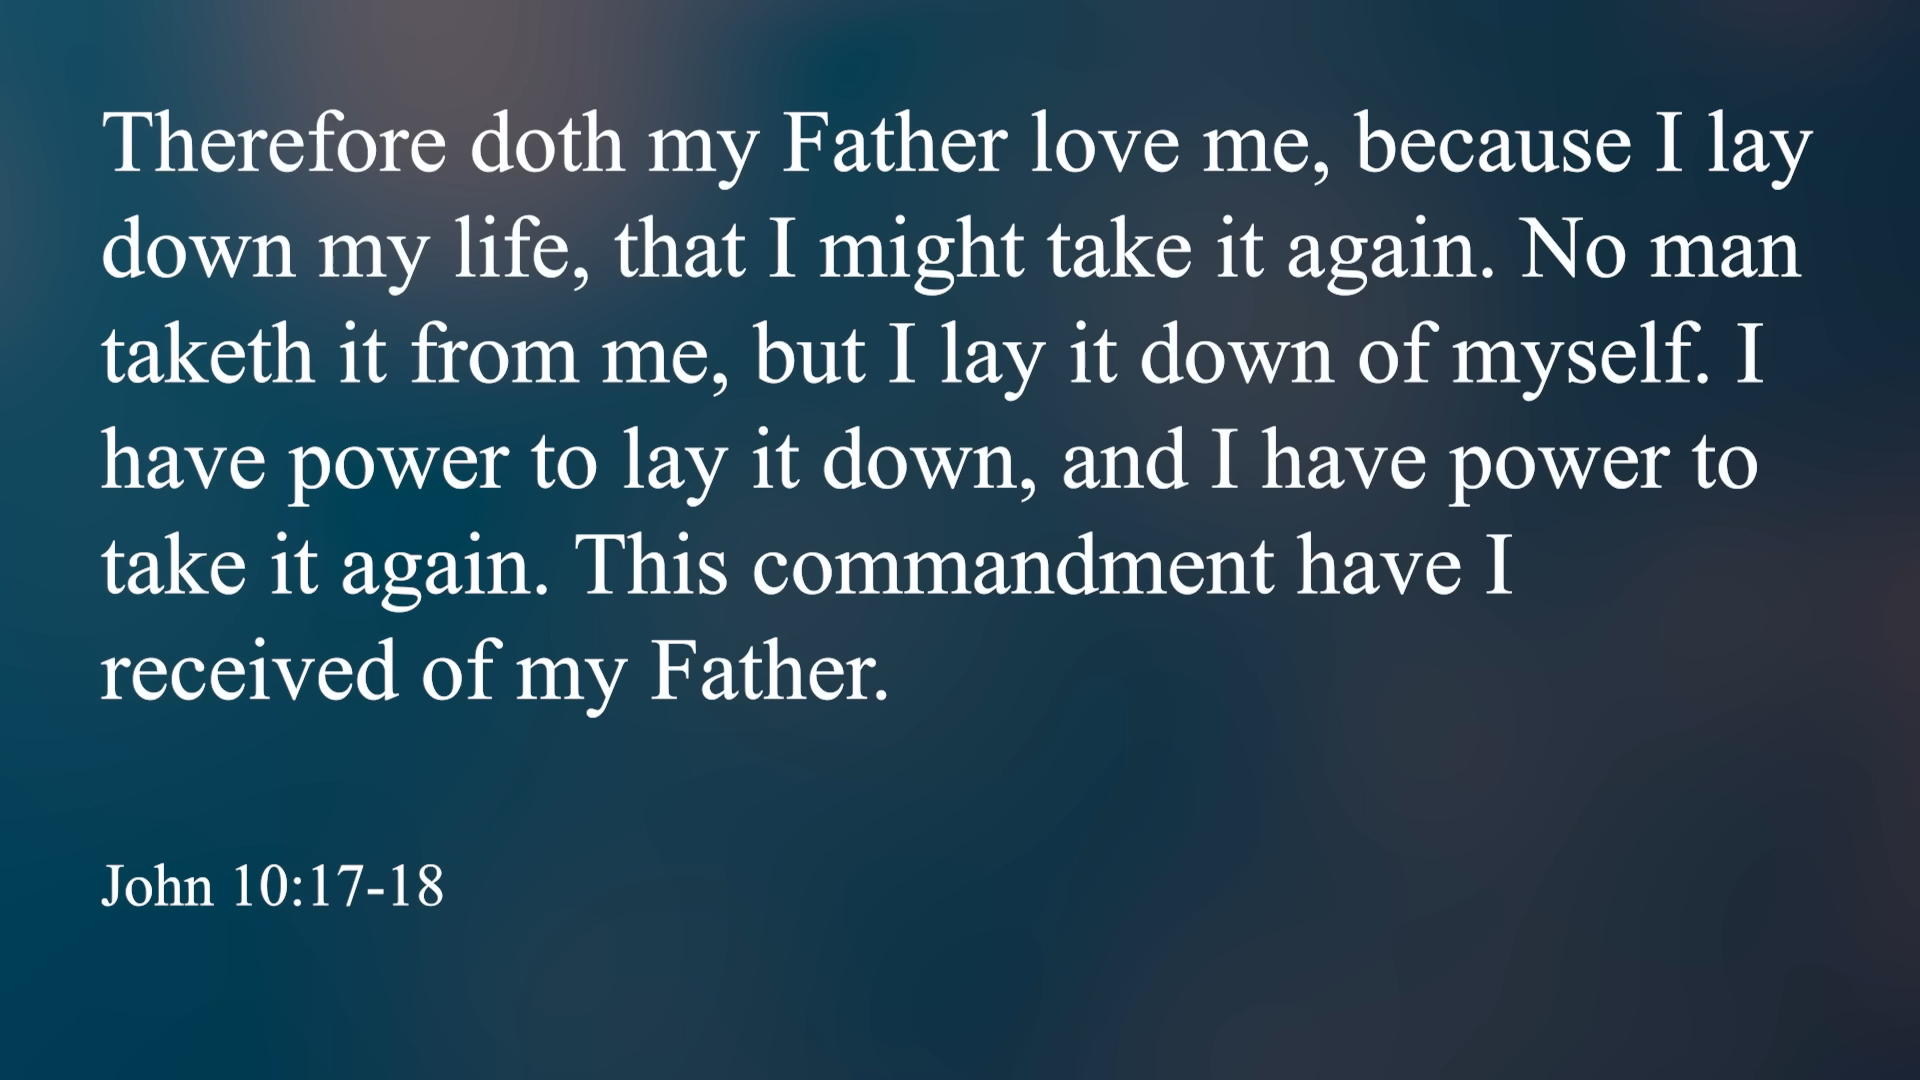 Therefore doth my Father love me, because I lay
down my life, that I might take it again. No man
taketh it from me, but I lay it down of myself. I
have power to lay it down, and I have power to
take it again. This commandment have I
received of my Father.
John 10:17-18